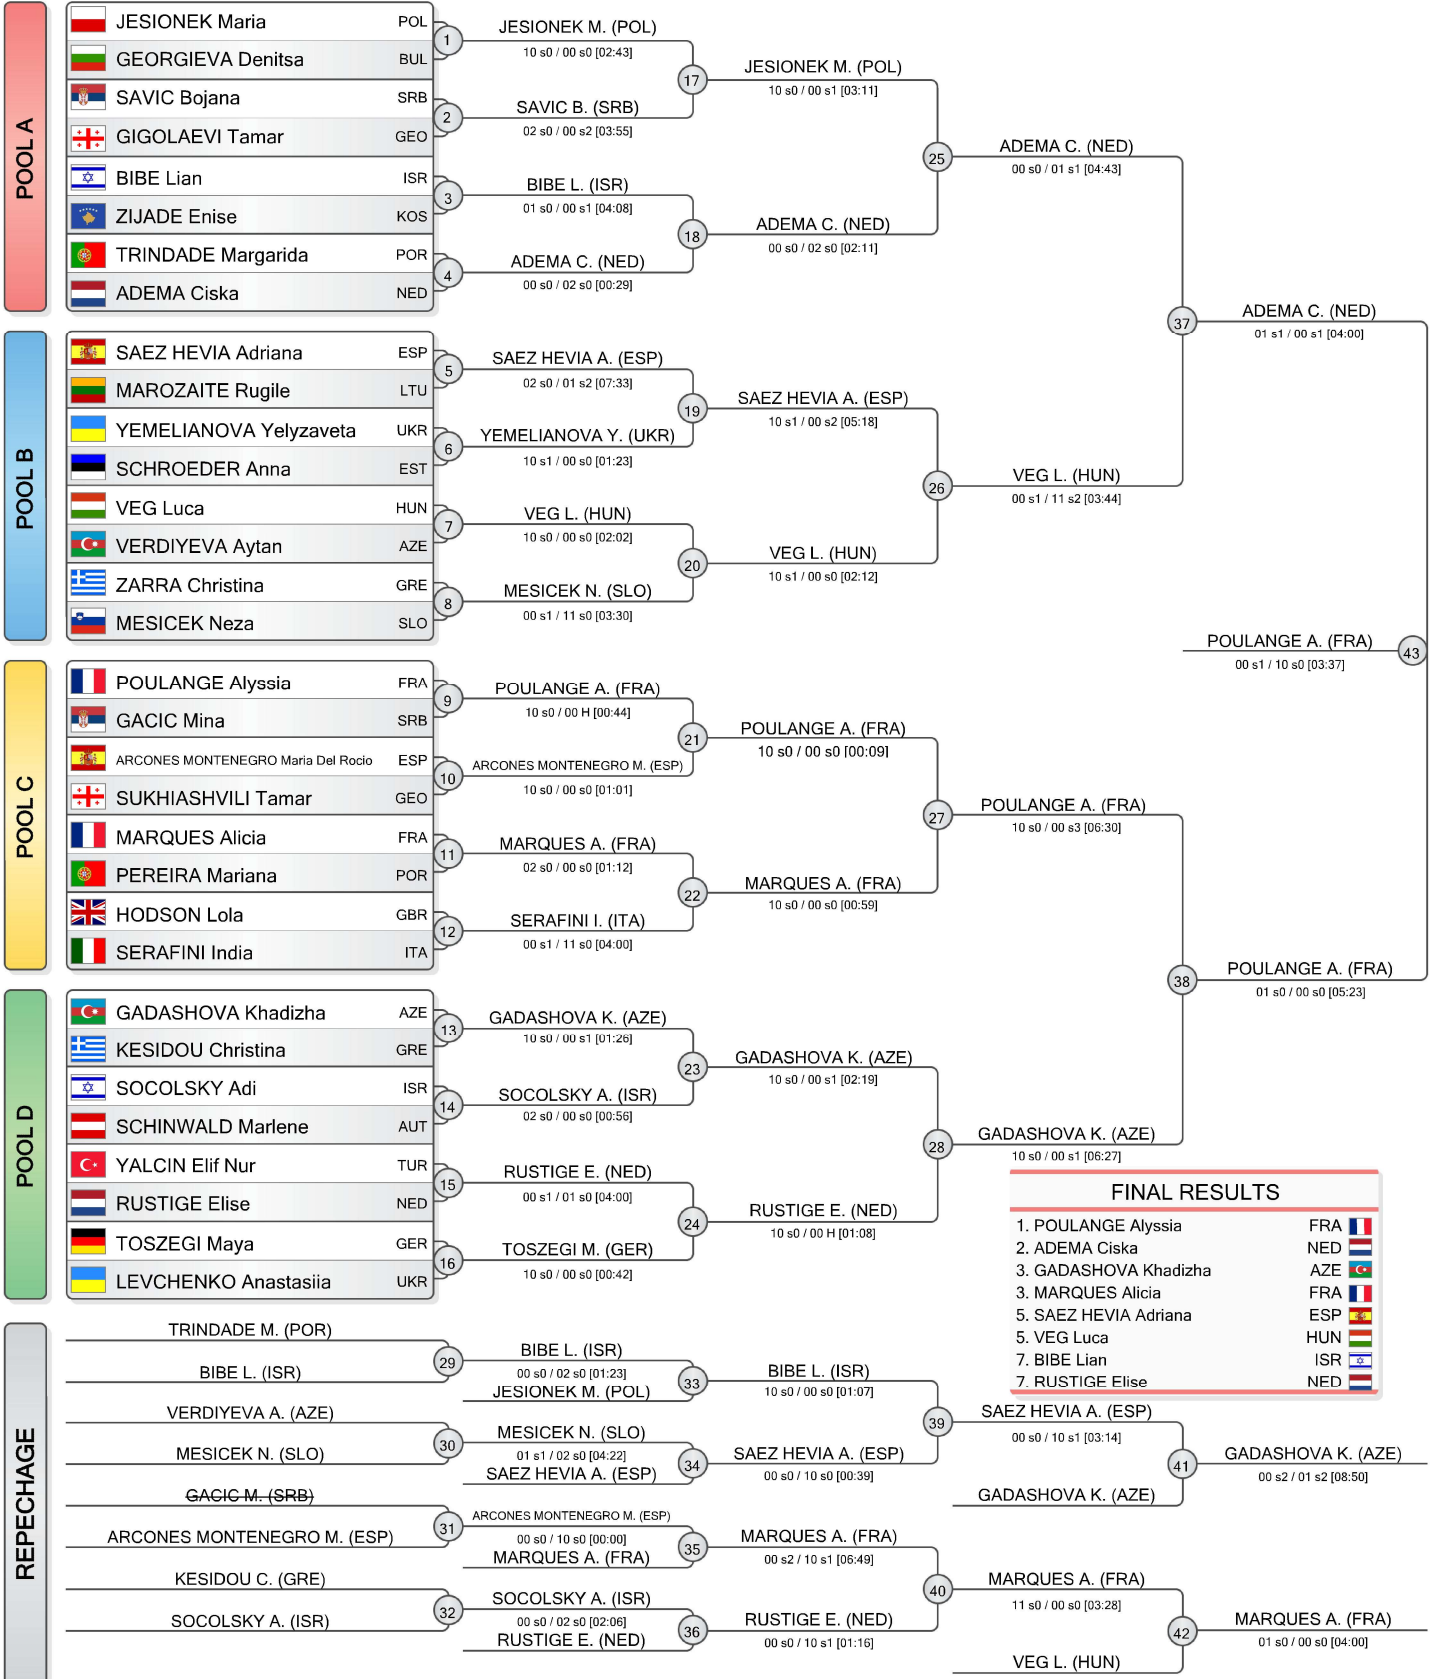 POOL A
JESIONEK Maria POL
GEORGIEVA Denitsa BUL
SAVIC Bojana SRB
GIGOLAEVI Tamar GEO
BIBE Lian ISR
ZIJADE Enise KOS
TRINDADE Margarida POR
ADEMA Ciska NED
1
JESIONEK M. (POL)
10 s0 / 00 s0 [02:43]
2
SAVIC B. (SRB)
02 s0 / 00 s2 [03:55]
3
BIBE L. (ISR)
01 s0 / 00 s1 [04:08]
4
ADEMA C. (NED)
00 s0 / 02 s0 [00:29]
17
JESIONEK M. (POL)
10 s0 / 00 s1 [03:11]
18
ADEMA C. (NED)
00 s0 / 02 s0 [02:11]
25
ADEMA C. (NED)
00 s0 / 01 s1 [04:43]
POOL B
SAEZ HEVIA Adriana ESP
MAROZAITE Rugile LTU
YEMELIANOVA Yelyzaveta UKR
SCHROEDER Anna EST
VEG Luca HUN
VERDIYEVA Aytan AZE
ZARRA Christina GRE
MESICEK Neza SLO
5
SAEZ HEVIA A. (ESP)
02 s0 / 01 s2 [07:33]
6
YEMELIANOVA Y. (UKR)
10 s1 / 00 s0 [01:23]
7
VEG L. (HUN)
10 s0 / 00 s0 [02:02]
8
MESICEK N. (SLO)
00 s1 / 11 s0 [03:30]
19
SAEZ HEVIA A. (ESP)
10 s1 / 00 s2 [05:18]
20
VEG L. (HUN)
10 s1 / 00 s0 [02:12]
26
VEG L. (HUN)
00 s1 / 11 s2 [03:44]
37
ADEMA C. (NED)
01 s1 / 00 s1 [04:00]
POULANGE A. (FRA)
00 s1 / 10 s0 [03:37]
43
POOL C
POULANGE Alyssia FRA
GACIC Mina SRB
ARCONES MONTENEGRO Maria Del Rocio ESP
SUKHIASHVILI Tamar GEO
MARQUES Alicia FRA
PEREIRA Mariana POR
HODSON Lola GBR
SERAFINI India ITA
9
POULANGE A. (FRA)
10 s0 / 00 H [00:44]
10
ARCONES MONTENEGRO M. (ESP)
10 s0 / 00 s0 [01:01]
11
MARQUES A. (FRA)
02 s0 / 00 s0 [01:12]
12
SERAFINI I. (ITA)
00 s1 / 11 s0 [04:00]
21
POULANGE A. (FRA)
10 s0 / 00 s0 [00:09]
22
MARQUES A. (FRA)
10 s0 / 00 s0 [00:59]
27
POULANGE A. (FRA)
10 s0 / 00 s3 [06:30]
38
POULANGE A. (FRA)
01 s0 / 00 s0 [05:23]
POOL D
GADASHOVA Khadizha AZE
KESIDOU Christina GRE
SOCOLSKY Adi ISR
SCHINWALD Marlene AUT
YALCIN Elif Nur TUR
RUSTIGE Elise NED
TOSZEGI Maya GER
LEVCHENKO Anastasiia UKR
13
GADASHOVA K. (AZE)
10 s0 / 00 s1 [01:26]
14
SOCOLSKY A. (ISR)
02 s0 / 00 s0 [00:56]
15
RUSTIGE E. (NED)
00 s1 / 01 s0 [04:00]
16
TOSZEGI M. (GER)
10 s0 / 00 s0 [00:42]
23
GADASHOVA K. (AZE)
10 s0 / 00 s1 [02:19]
24
RUSTIGE E. (NED)
10 s0 / 00 H [01:08]
28
GADASHOVA K. (AZE)
10 s0 / 00 s1 [06:27]
FINAL RESULTS
1. POULANGE Alyssia FRA
2. ADEMA Ciska NED
3. GADASHOVA Khadizha AZE
3. MARQUES Alicia FRA
5. SAEZ HEVIA Adriana ESP
5. VEG Luca HUN
7. BIBE Lian ISR
7. RUSTIGE Elise NED
REPECHAGE
TRINDADE M. (POR)
BIBE L. (ISR)
VERDIYEVA A. (AZE)
MESICEK N. (SLO)
GACIC M. (SRB)
ARCONES MONTENEGRO M. (ESP)
KESIDOU C. (GRE)
SOCOLSKY A. (ISR)
29
BIBE L. (ISR)
00 s0 / 02 s0 [01:23]
JESIONEK M. (POL)
30
MESICEK N. (SLO)
01 s1 / 02 s0 [04:22]
SAEZ HEVIA A. (ESP)
31
ARCONES MONTENEGRO M. (ESP)
00 s0 / 10 s0 [00:00]
MARQUES A. (FRA)
32
SOCOLSKY A. (ISR)
00 s0 / 02 s0 [02:06]
RUSTIGE E. (NED)
33
BIBE L. (ISR)
10 s0 / 00 s0 [01:07]
34
SAEZ HEVIA A. (ESP)
00 s0 / 10 s0 [00:39]
35
MARQUES A. (FRA)
00 s2 / 10 s1 [06:49]
36
RUSTIGE E. (NED)
00 s0 / 10 s1 [01:16]
39
SAEZ HEVIA A. (ESP)
00 s0 / 10 s1 [03:14]
GADASHOVA K. (AZE)
40
MARQUES A. (FRA)
11 s0 / 00 s0 [03:28]
VEG L. (HUN)
41
GADASHOVA K. (AZE)
00 s2 / 01 s2 [08:50]
42
MARQUES A. (FRA)
01 s0 / 00 s0 [04:00]